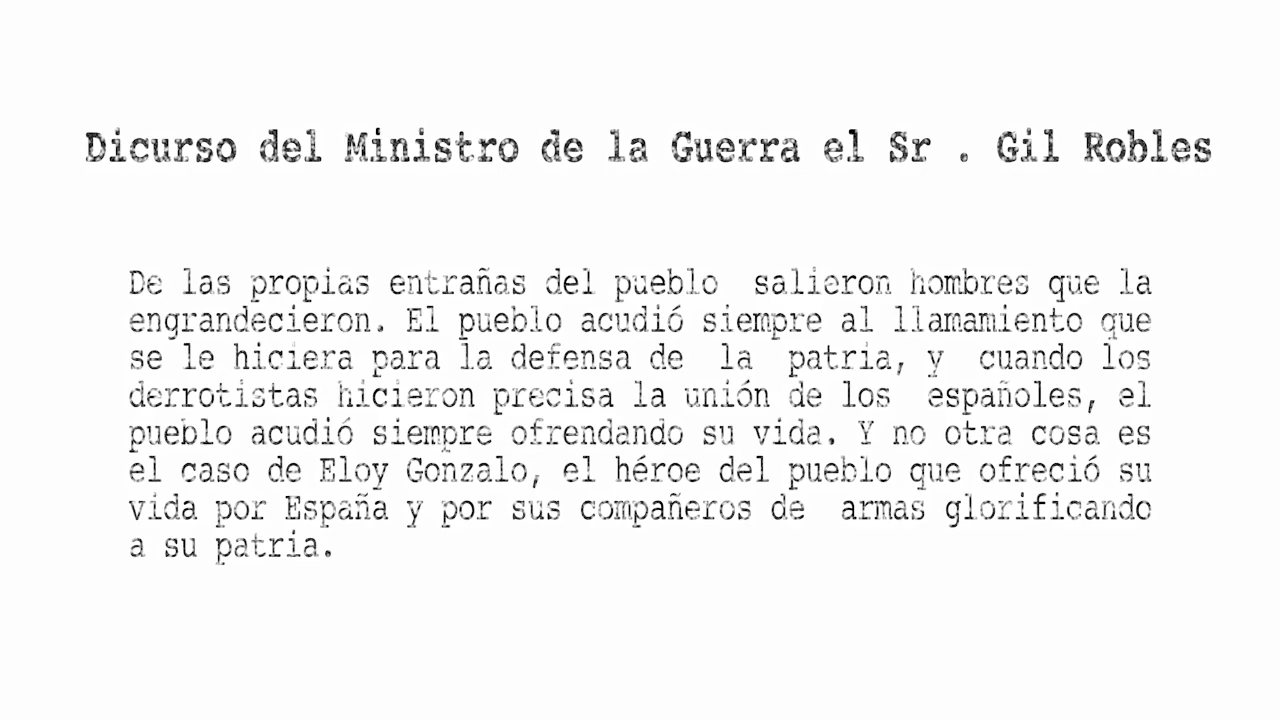 Dicurso del Ministro de la Guerra el Sr . Gil Robles
De las propias entrañas del pueblo salieron hombres que la
engrandecieron. El pueblo acudió siempre al llamamiento que
se le hiciera para la defensa de la patria, y cuando los
derrotistas hicieron precisa la unión de los españoles, el
pueblo acudió siempre ofrendando su vida. Y no otra cosa es
el caso de Eloy Gonzalo, el héroe del pueblo que ofreció su
vida por España y por sus compañeros de armas glorificando
a su patria.